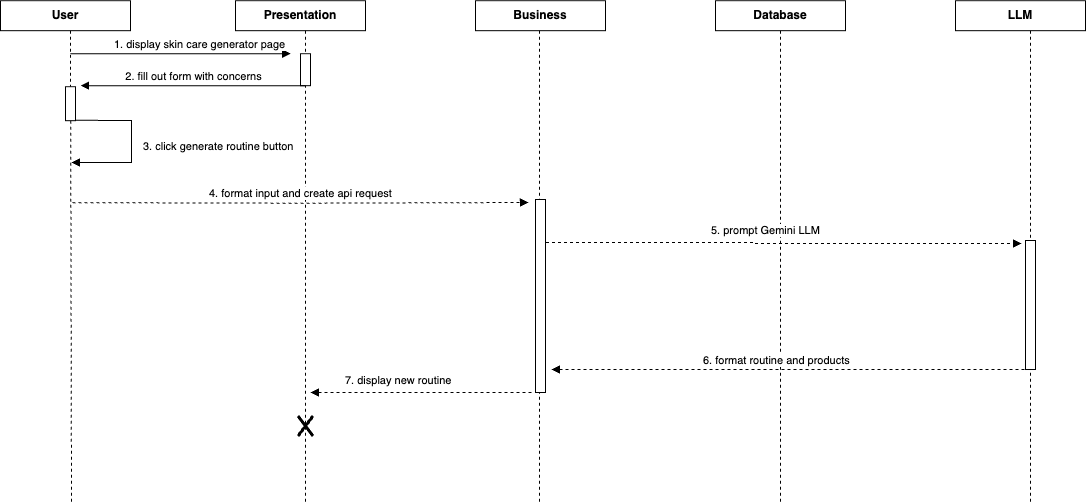 User
Presentation
Business
Database
LLM
1. display skin care generator page
2. fill out form with concerns
3. click generate routine button
4. format input and create api request
5. prompt Gemini LLM
6. format routine and products
7. display new routine